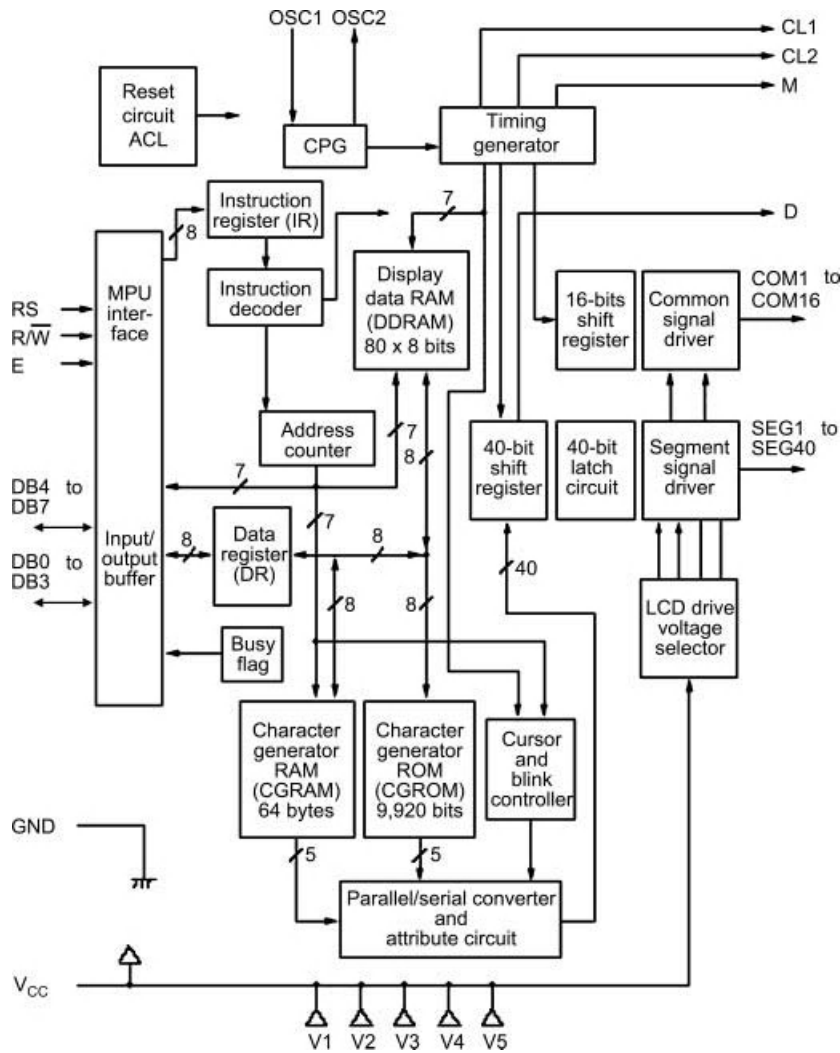 OSC1 OSC2
CL1
CL2
M
Reset
circuit
ACL
CPG
Timing
generator
Instruction
register (IR)
8
7
D
MPU
inter-
face
Instruction
decoder
Display
data RAM
(DDRAM)
80 x 8 bits
16-bits
shift
register
Common
signal
driver
COM1 to
COM16
RS
R/W̅
E
Address
counter
7
8
40-bit
shift
register
40-bit
latch
circuit
Segment
signal
driver
SEG1 to
SEG40
DB4 to
DB7
7
7
Input/
output
buffer
8
Data
register
(DR)
8
DB0 to
DB3
8
8
40
LCD drive
voltage
selector
Busy
flag
Character
generator
RAM
(CGRAM)
64 bytes
Character
generator
ROM
(CGROM)
9,920 bits
Cursor
and
blink
controller
GND
5
5
Parallel/serial converter
and
attribute circuit
VCC
V1 V2 V3 V4 V5